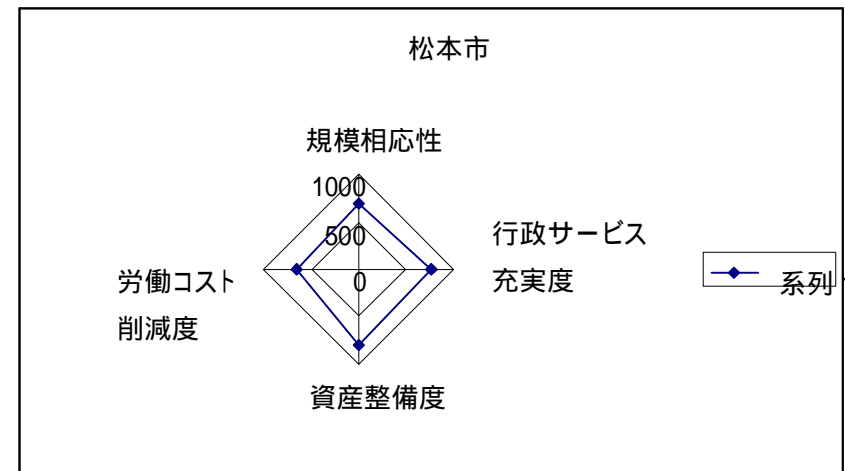 松本市
規模相応性
1000
500
0
行政サービス
充実度
労働コスト
削減度
資産整備度
系列